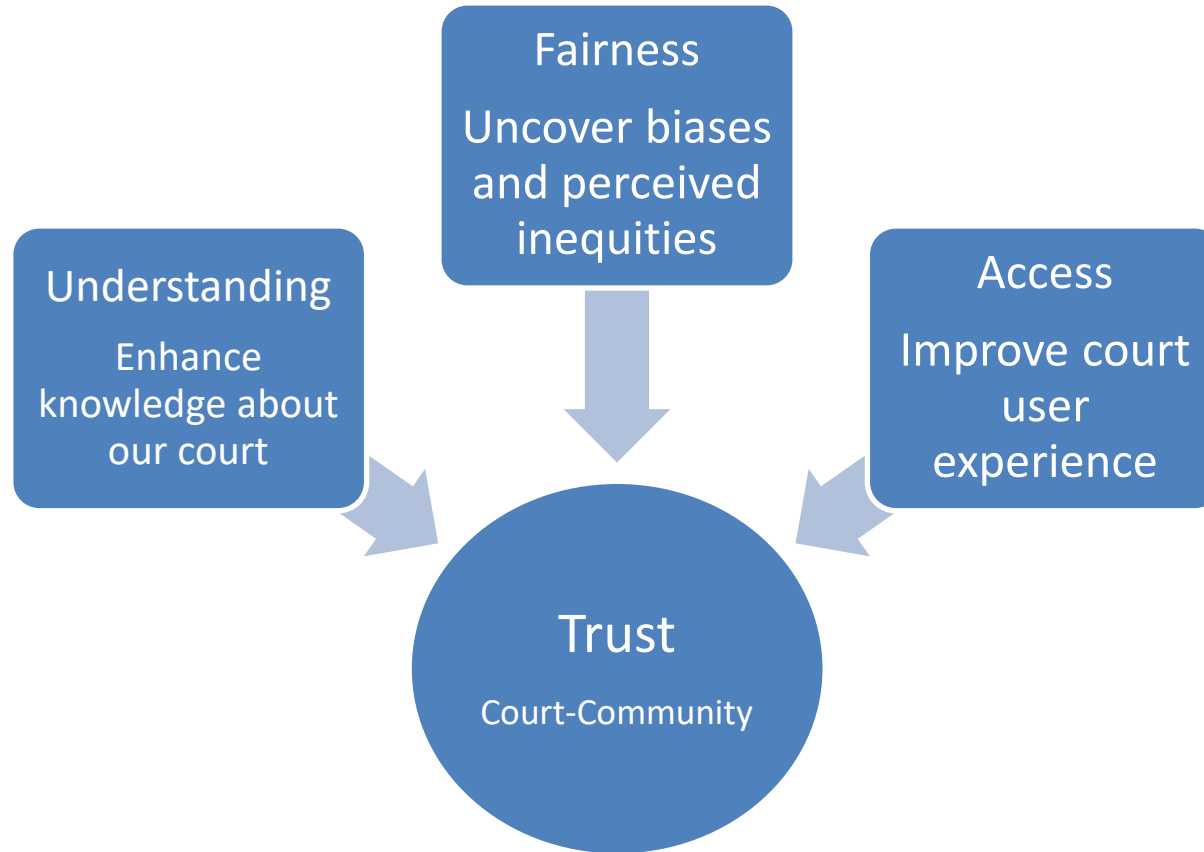 Fairness
Uncover biases
and perceived
inequities
Understanding
Enhance
knowledge about
our court
Access
Improve court
user
experience
Trust
Court-Community